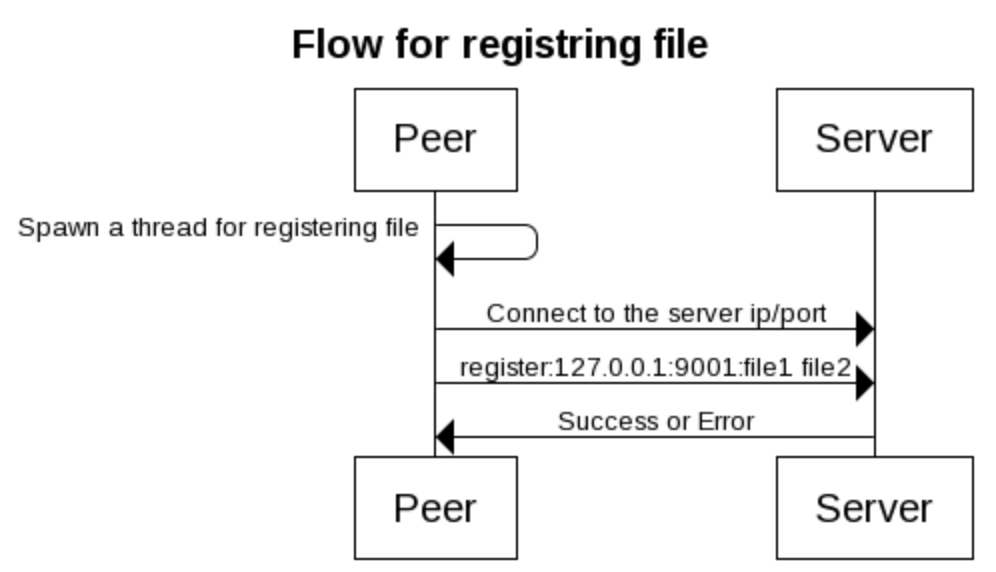 Flow for registring file
Peer
Server
Spawn a thread for registering file
Connect to the server ip/port
register:127.0.0.1:9001:file1 file2
Success or Error
Peer
Server